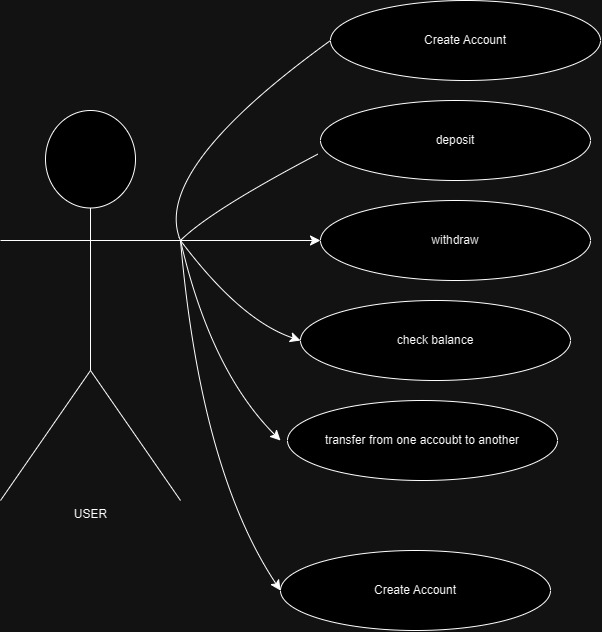 Create Account
deposit
withdraw
check balance
transfer from one accoubt to another
USER
Create Account